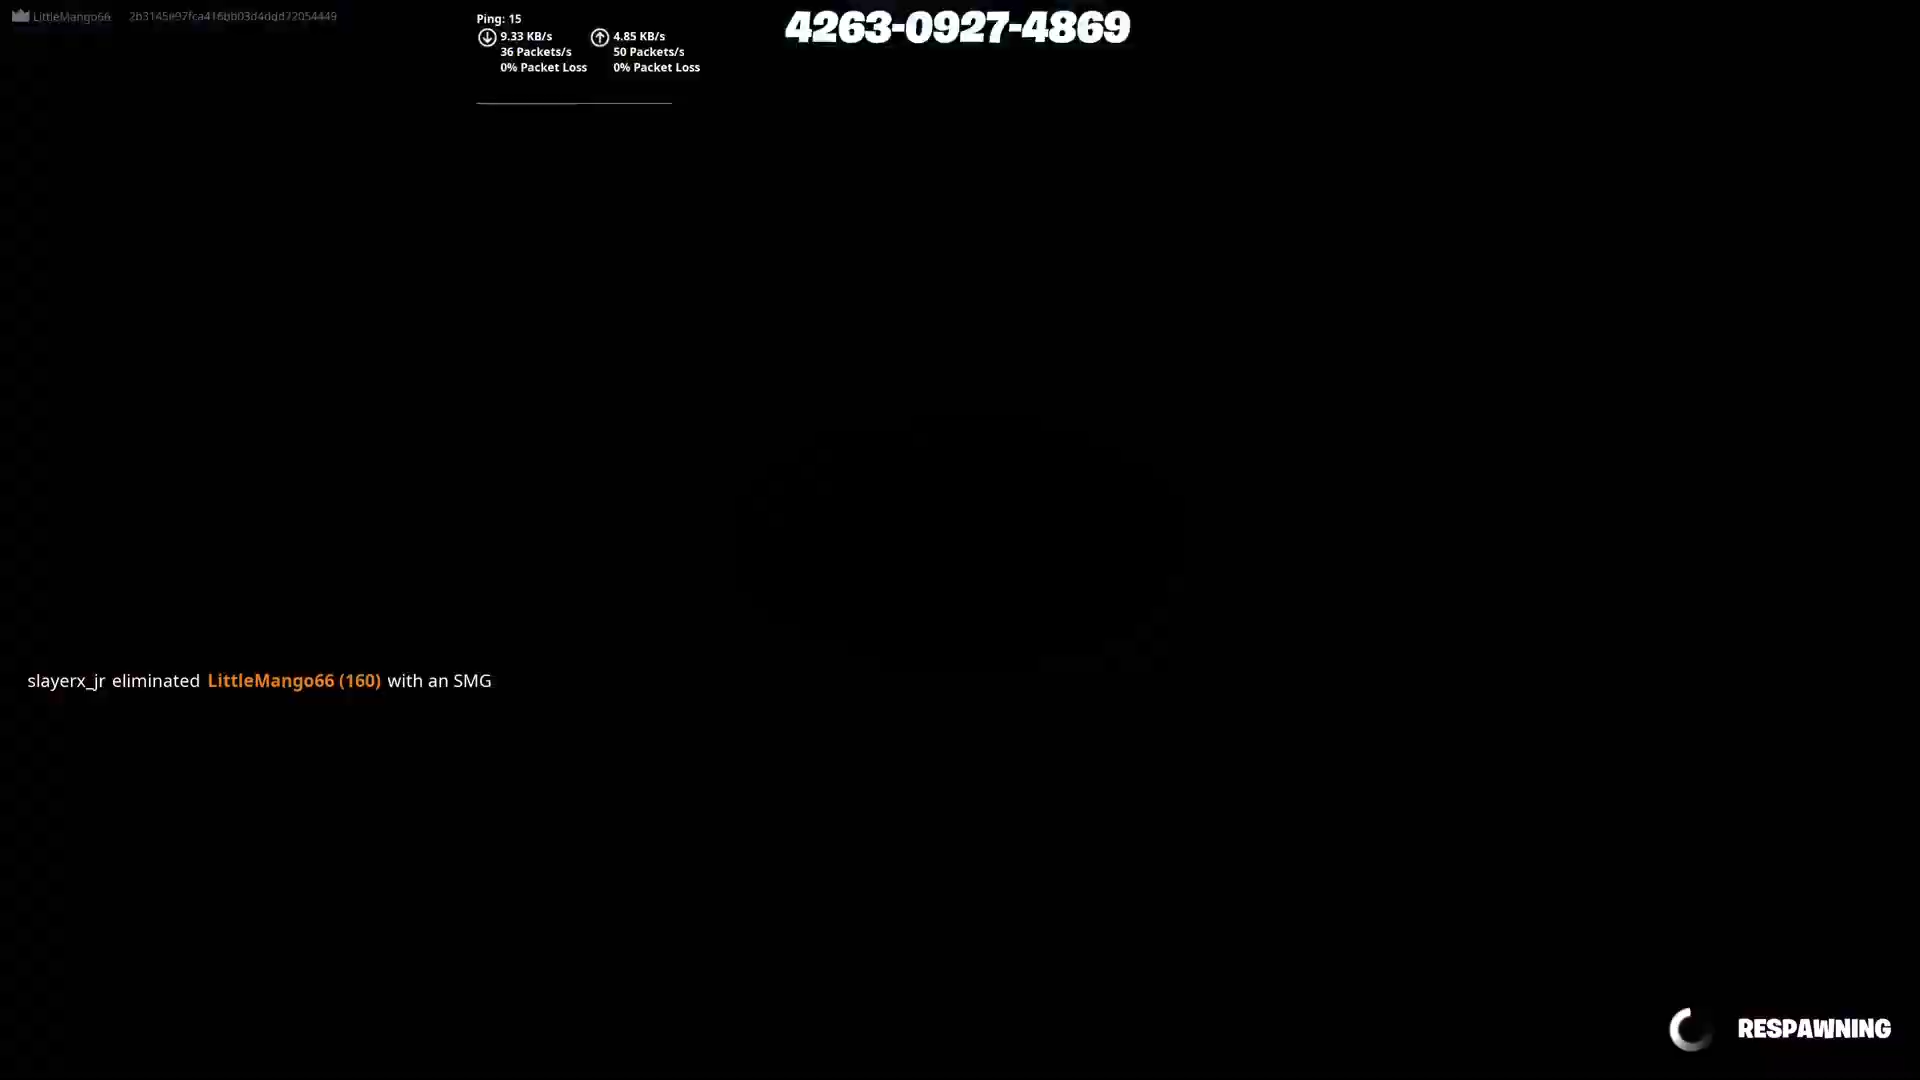 LittleMango66
Ping: 15
9.33 KB/s
4.85 KB/s
36 Packets/s
50 Packets/s
0% Packet Loss
0% Packet Loss
4263-0927-4869
slayerx_jr eliminated LittleMango66 (160) with an SMG
RESPAWNING